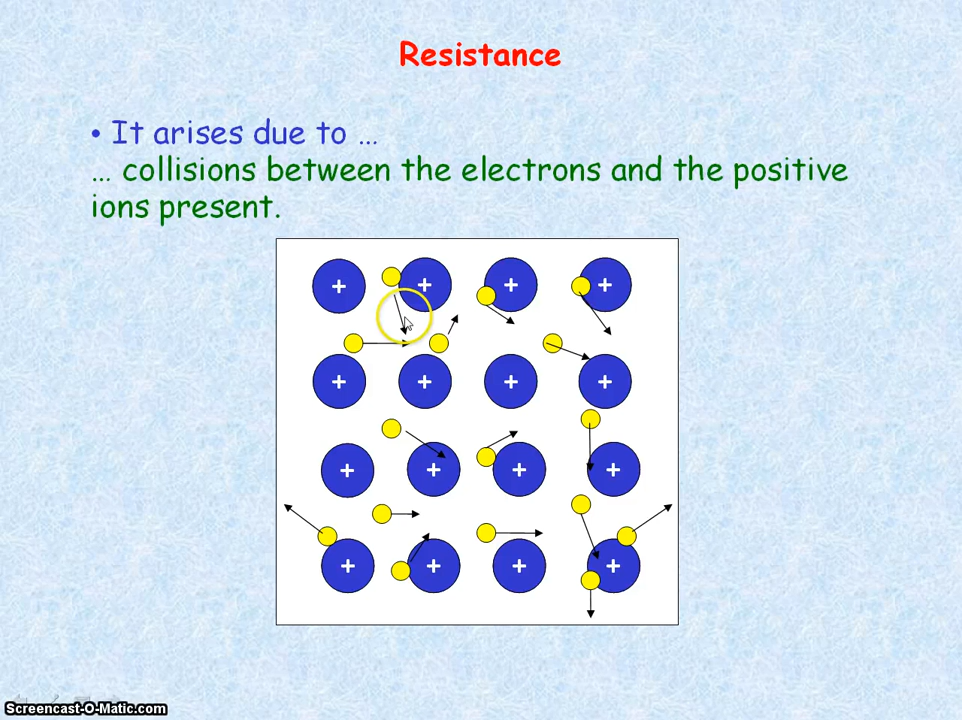 Resistance
• It arises due to …
… collisions between the electrons and the positive
ions present.
+ + + +
+ + + +
+ + + +
+ + + +
Screencast-O-Matic.com